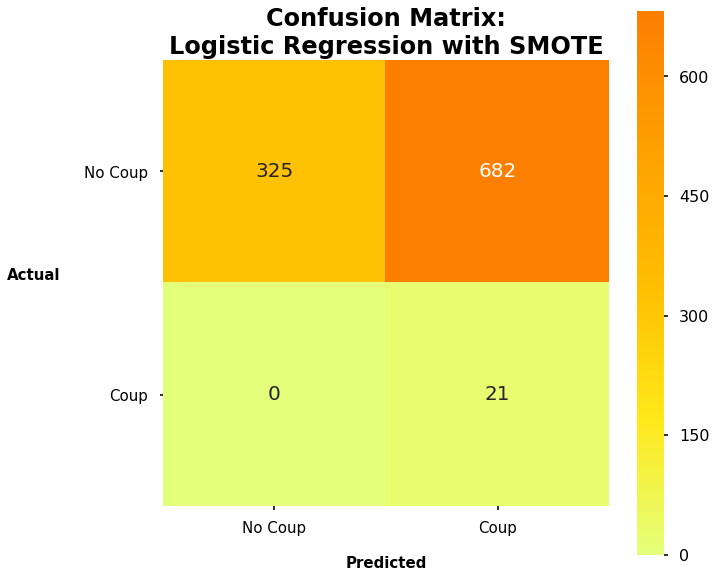 Confusion Matrix:
Logistic Regression with SMOTE
No Coup
325
682
Actual
Coup
0
21
No Coup
Coup
Predicted
600
450
300
150
0